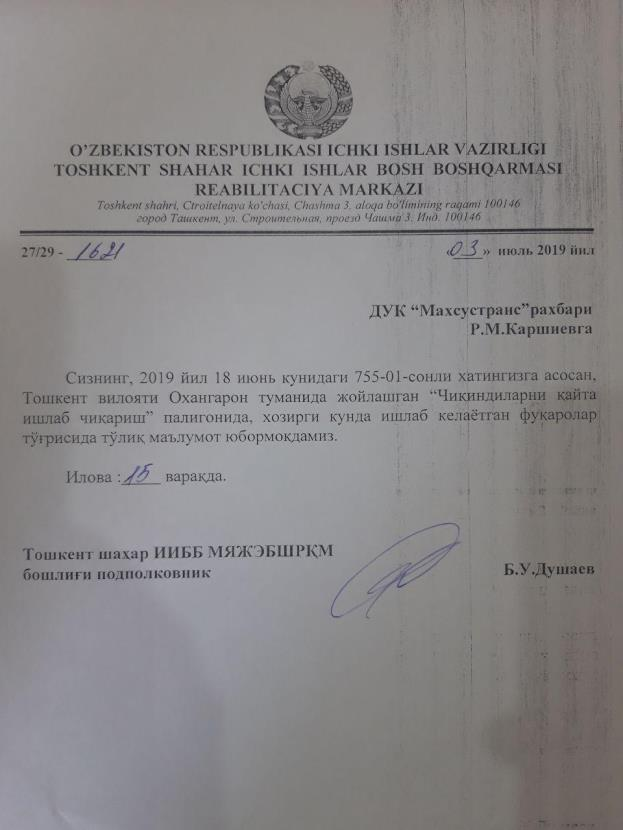 O’ZBEKISTON RESPUBLIKASI ICHKI ISHLAR VAZIRLIGI
TOSHKENT SHAHAR ICHKI ISHLAR BOSH BOSHQARMASI
REABILITACIYA MARKAZI
Toshkent shahri, Ctroitelnaya ko'chasi, Chashma 3, aloqa bo'limining raqami 100146
город Ташкент, ул. Строительная, проезд Чашма 3, Инд. 100146
27/29 - 1621 «03» июль 2019 йил
ДУК “Махсустранс”рахбари
Р.М.Каршиевга
Сизнинг, 2019 йил 18 июнь кунидаги 755-01-сонли хатингизга асосан,
Тошкент вилояти Охангарон туманида жойлашган “Чиқиндиларни қайта
ишлаб чиқариш” палигонида, хозирги кунда ишлаб келаётган фуқаролар
тўғрисида тўлиқ маълумот юбормоқдамиз.
Илова : 15 варақда.
Тошкент шахар ИИББ МЯЖЭБШРҚМ
бошлиғи подполковник Б.У.Душаев